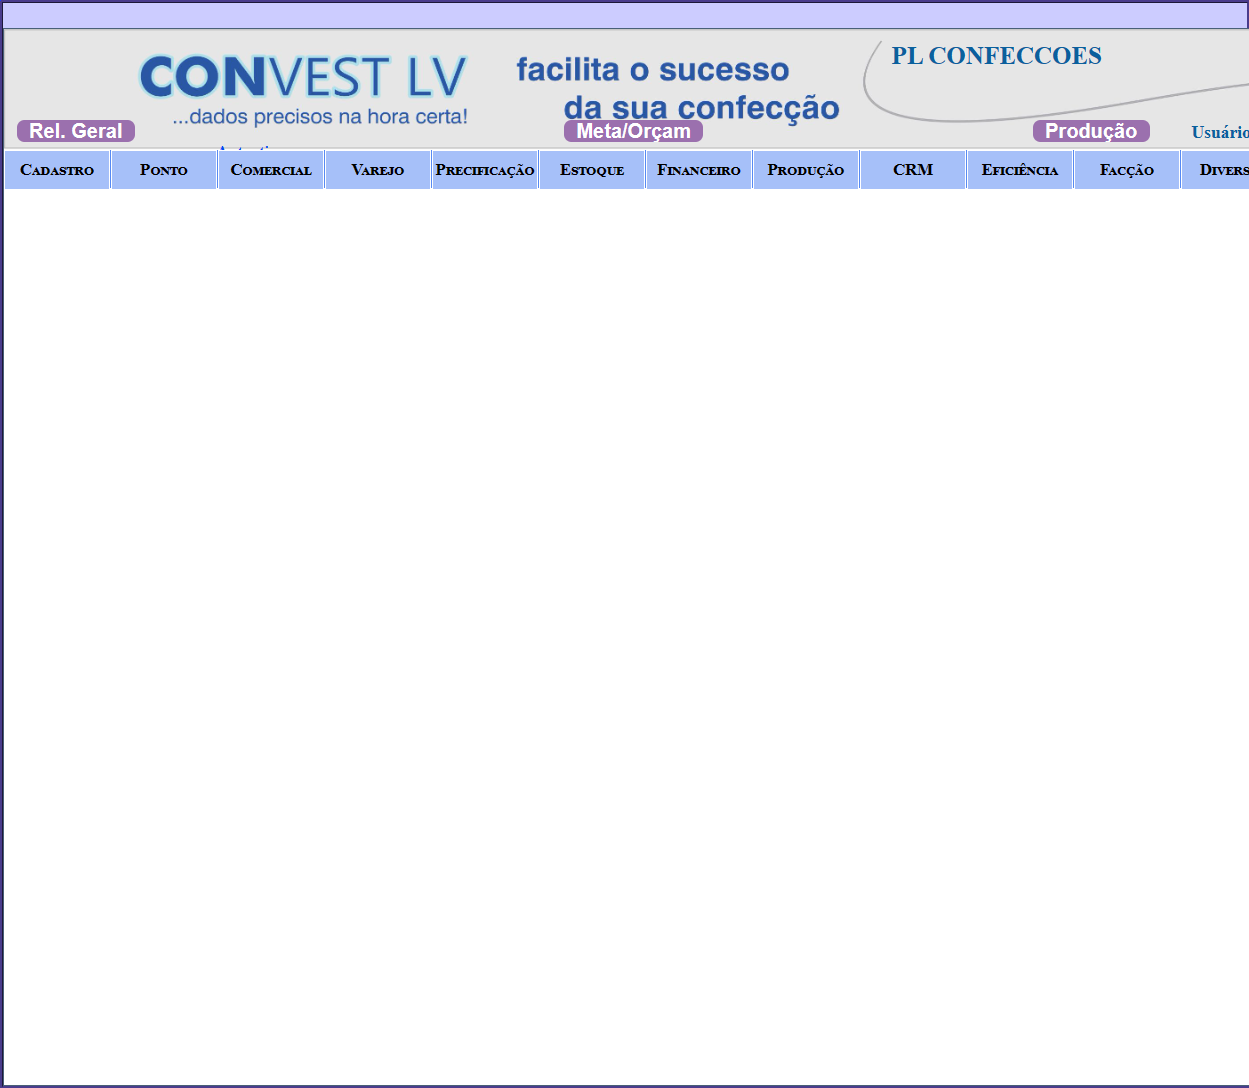 CONVEST LV
...dados precisos na hora certa!
facilita o sucesso
da sua confecção
PL CONFECCOES
Rel. Geral
Meta/Orçam
Produção
Usuário
Cadastro
Ponto
Comercial
Varejo
Precificação
Estoque
Financeiro
Produção
CRM
Eficiência
Facção
Divers